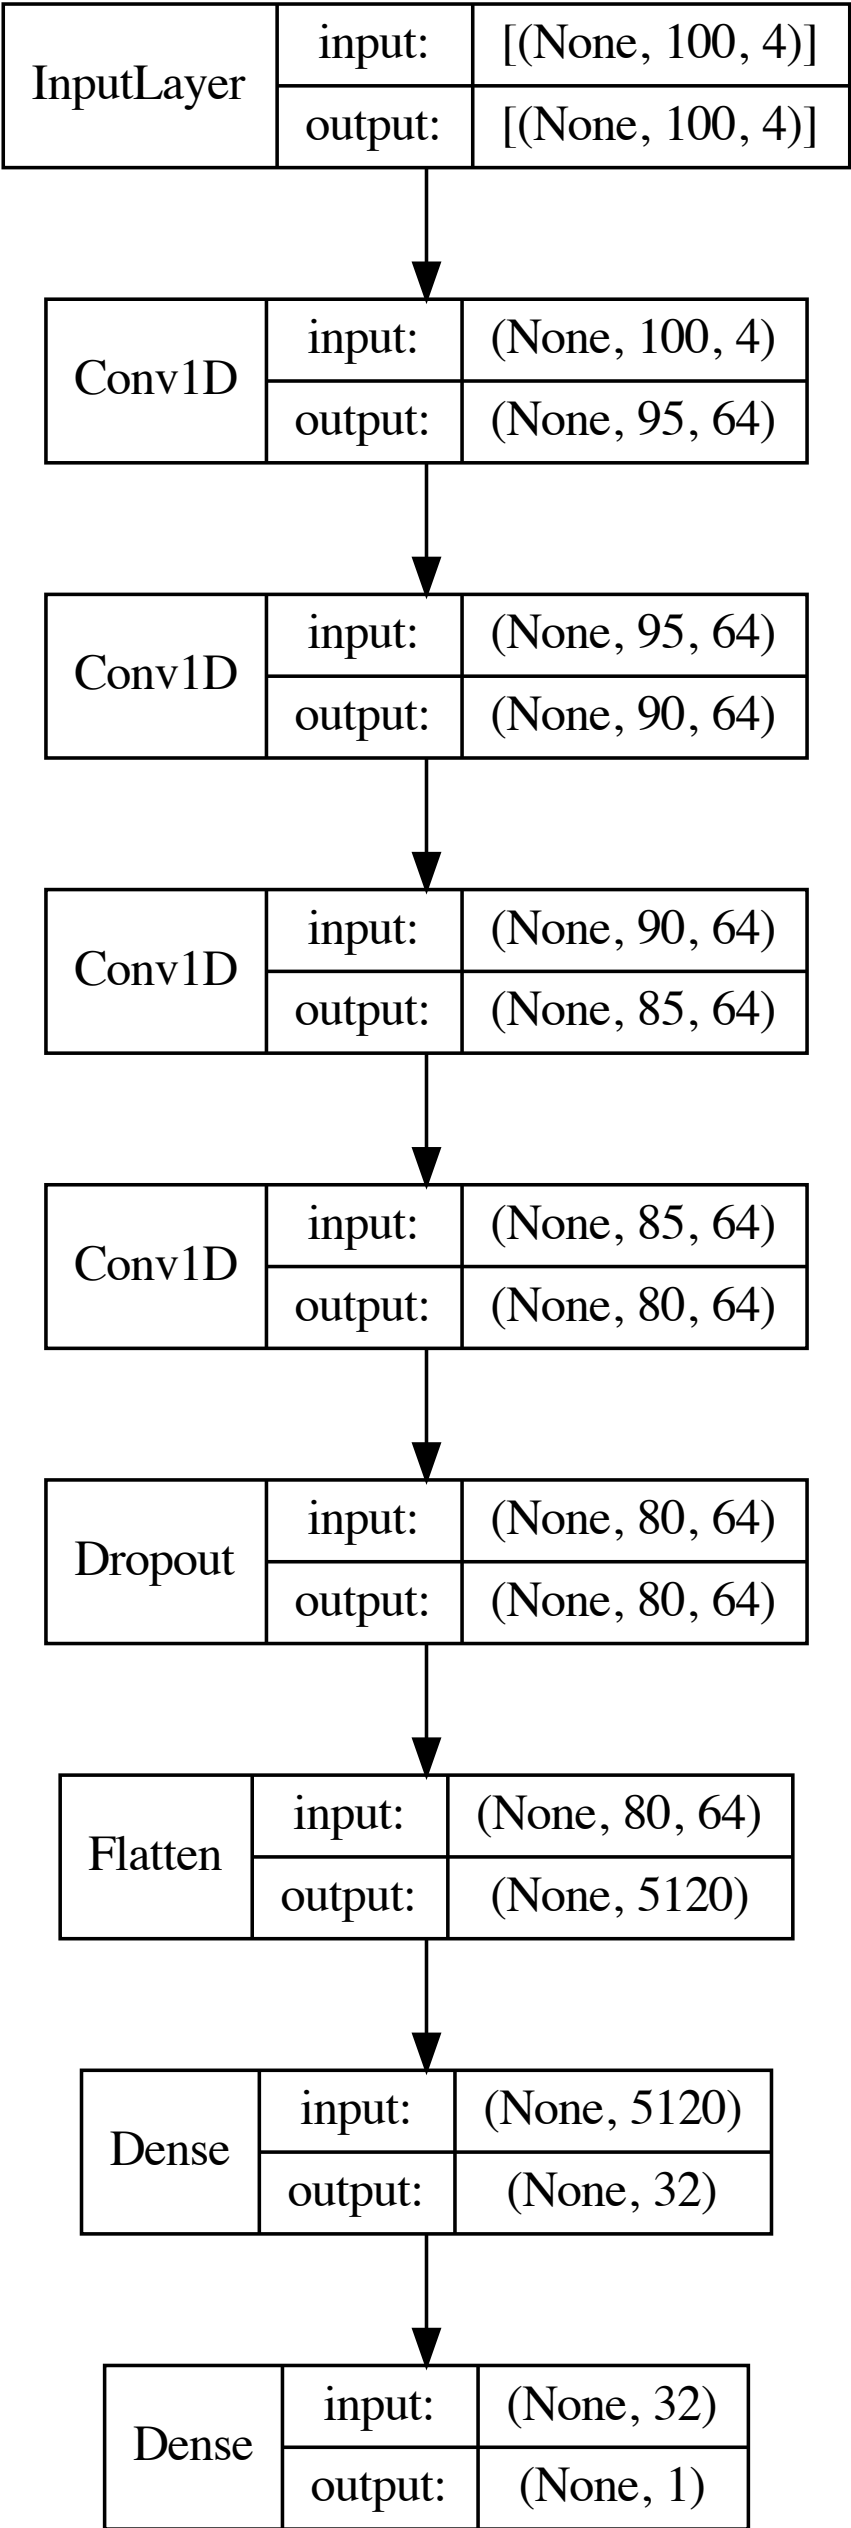 InputLayer
input: [(None, 100, 4)]
output: [(None, 100, 4)]
Conv1D
input: (None, 100, 4)
output: (None, 95, 64)
Conv1D
input: (None, 95, 64)
output: (None, 90, 64)
Conv1D
input: (None, 90, 64)
output: (None, 85, 64)
Conv1D
input: (None, 85, 64)
output: (None, 80, 64)
Dropout
input: (None, 80, 64)
output: (None, 80, 64)
Flatten
input: (None, 80, 64)
output: (None, 5120)
Dense
input: (None, 5120)
output: (None, 32)
Dense
input: (None, 32)
output: (None, 1)